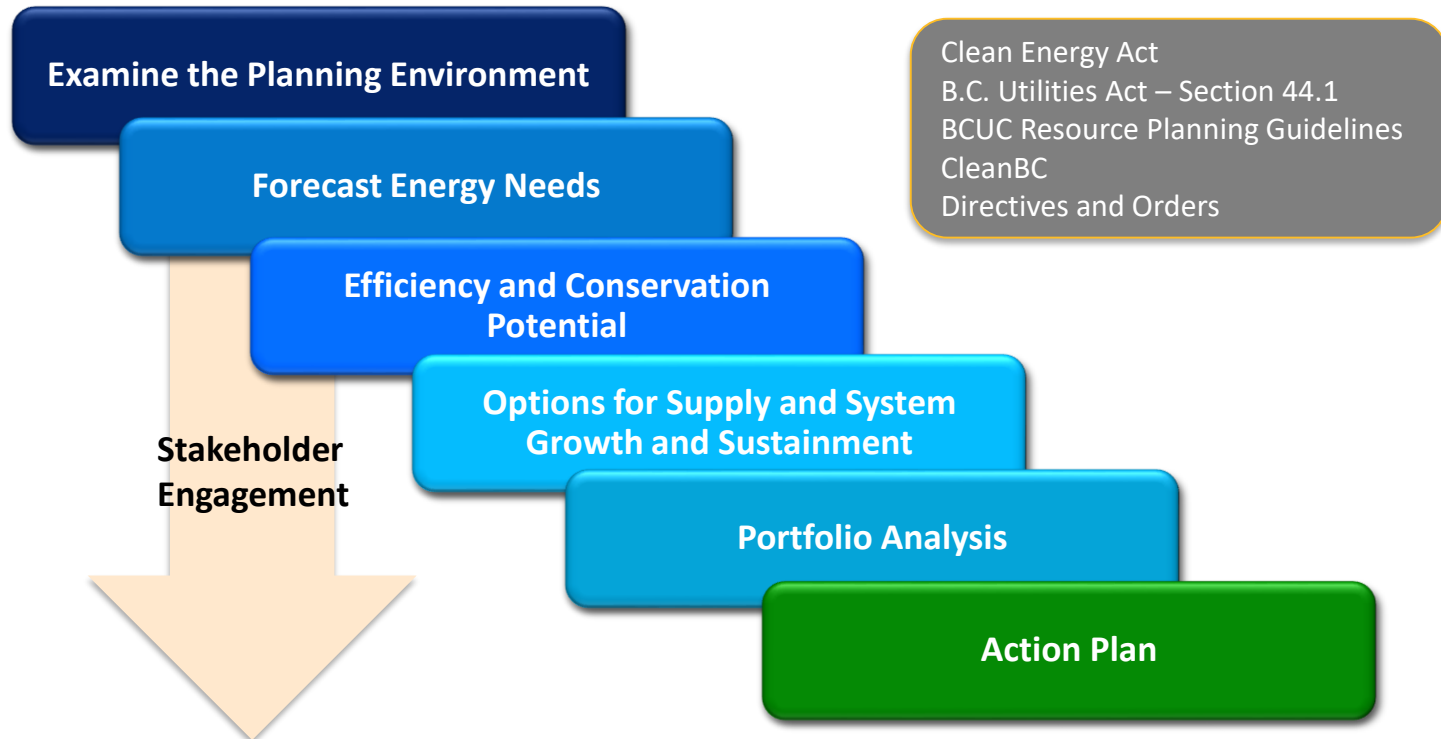 Examine the Planning Environment
Clean Energy Act
B.C. Utilities Act – Section 44.1
BCUC Resource Planning Guidelines
CleanBC
Directives and Orders
Forecast Energy Needs
Efficiency and Conservation
Potential
Options for Supply and System
Growth and Sustainment
Stakeholder
Engagement
Portfolio Analysis
Action Plan